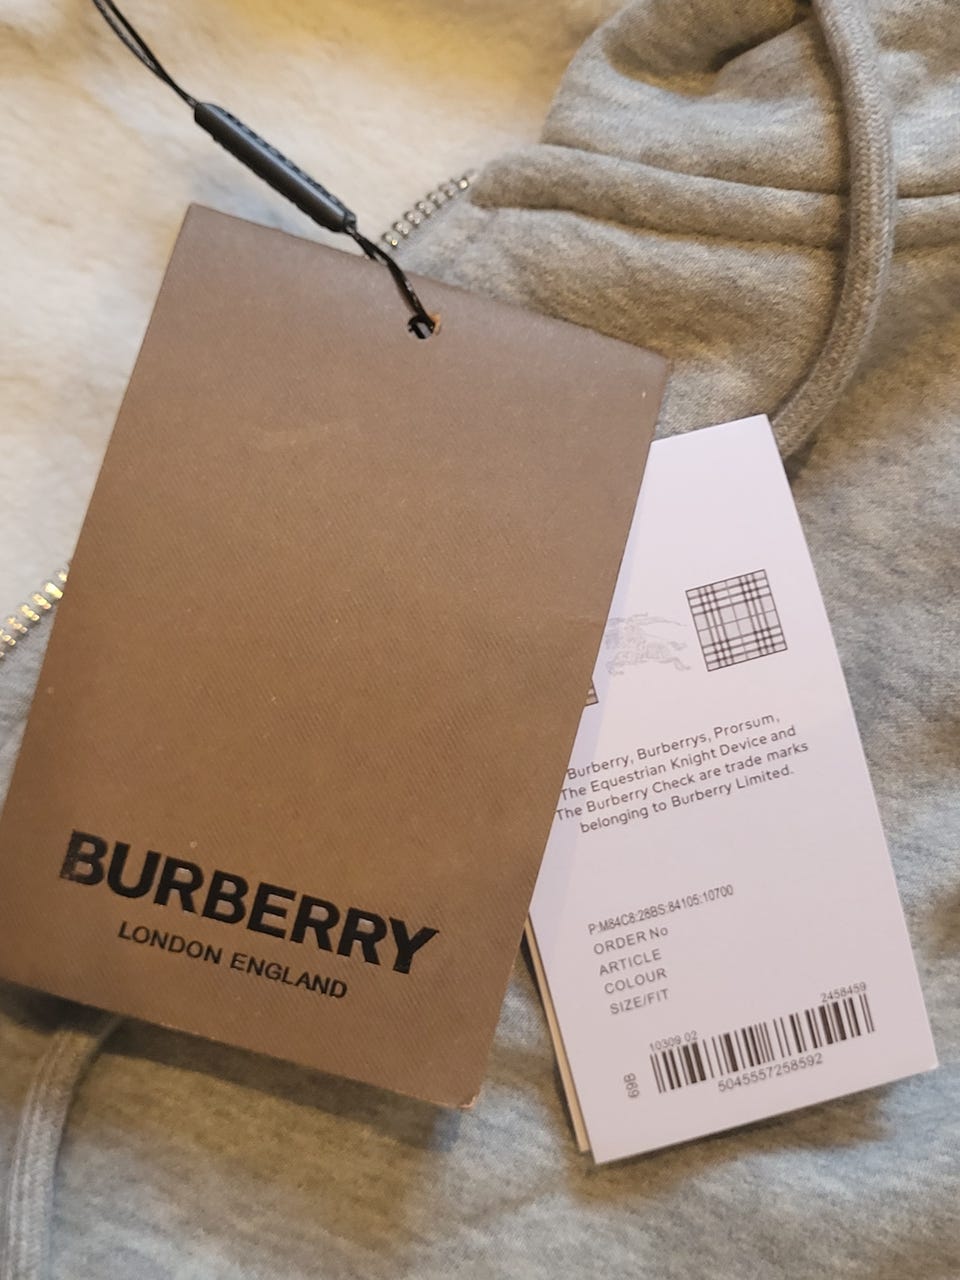 BURBERRY
LONDON ENGLAND
Burberry, Burberrys, Prorsum,
The Equestrian Knight Device and
The Burberry Check are trade marks
belonging to Burberry Limited.
P:M84C8:28BS:84105:10700
ORDER No
ARTICLE
COLOUR
SIZE/FIT
10309 02
2458459
69B
5045557258592